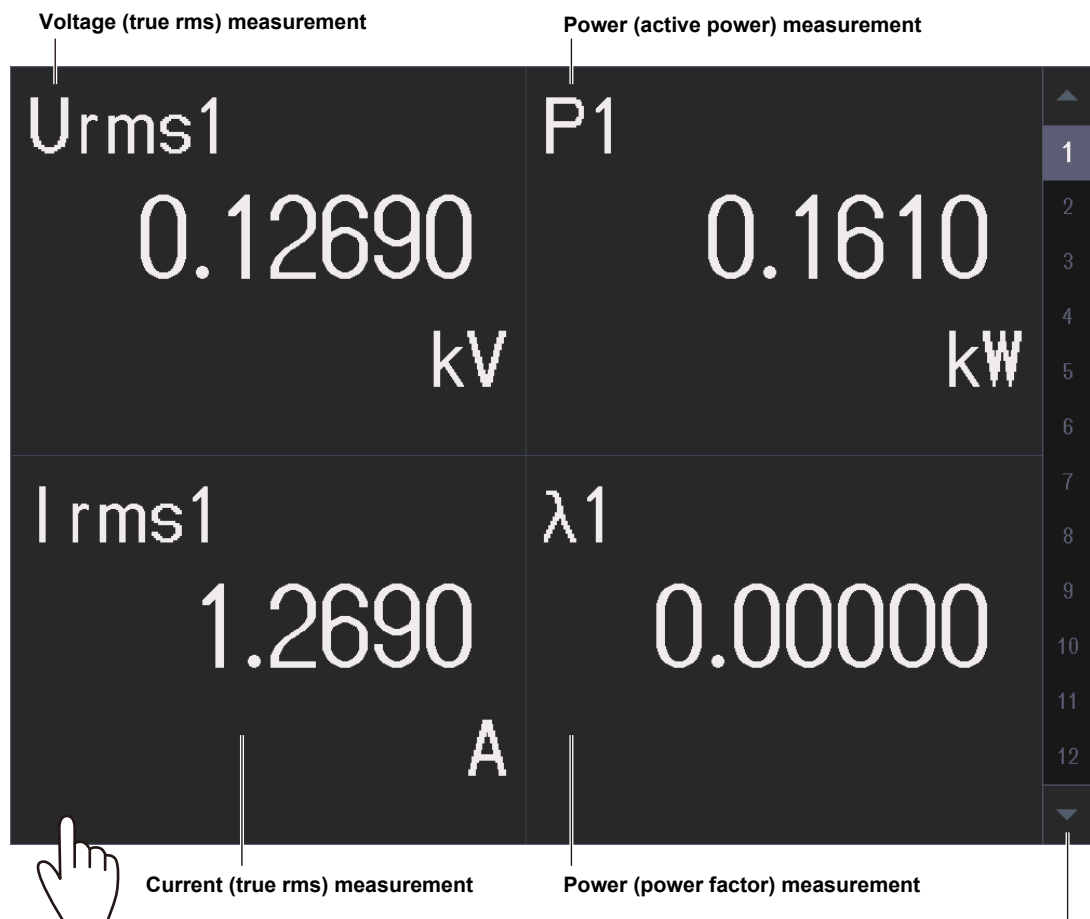 Voltage (true rms) measurement
Power (active power) measurement
Urms1
0.12690
kV
P1
0.1610
kW
Irms1
1.2690
A
λ1
0.00000
1
2
3
4
5
6
7
8
9
10
11
12
Current (true rms) measurement
Power (power factor) measurement